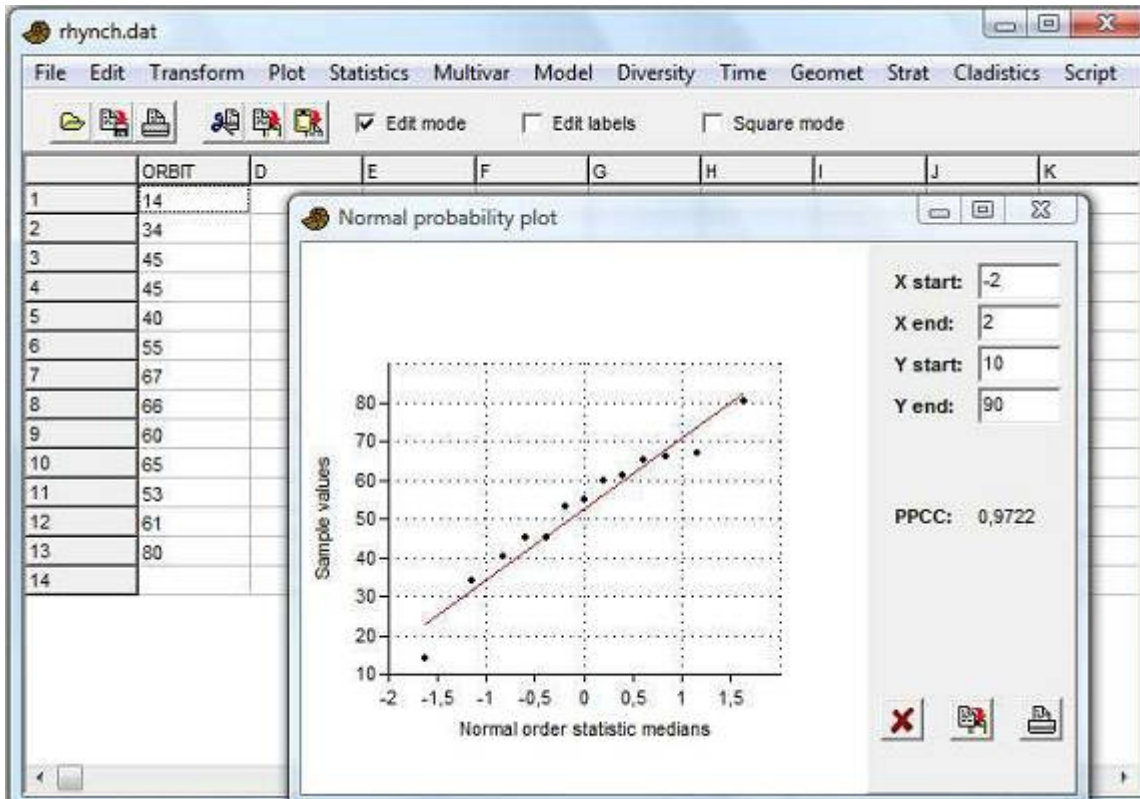 rhynch.dat
File Edit Transform Plot Statistics Multivar Model Diversity Time Geomet Strat Cladistics Script
Edit mode Edit labels Square mode
ORBIT D E F G H I J K
1 14
2 34
3 45
4 45
5 40
6 55
7 67
8 66
9 60
10 65
11 53
12 61
13 80
14
Normal probability plot
X start: -2
X end: 2
Y start: 10
Y end: 90
PPCC: 0,9722
Sample values
80
70
60
50
40
30
20
10
-2 -1,5 -1 -0,5 0 0,5 1 1,5
Normal order statistic medians